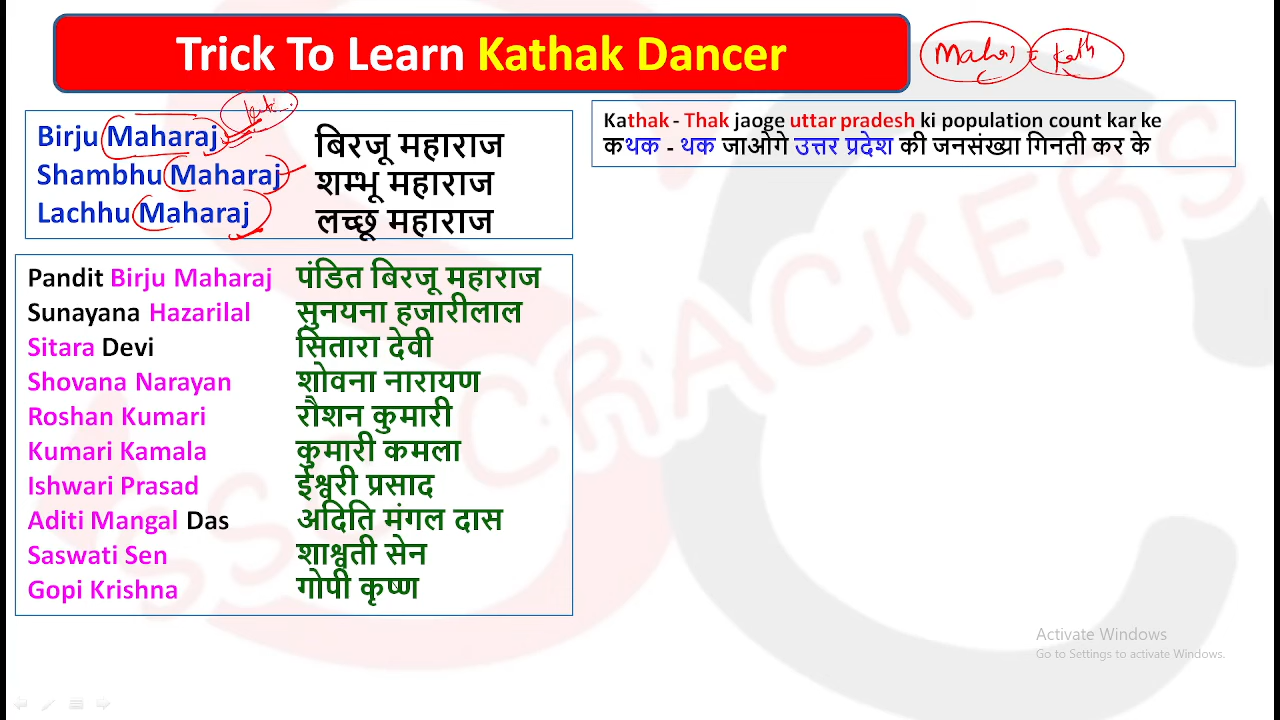 Trick To Learn Kathak Dancer
Maharaj = Kath
Birju Maharaj बिरजू महाराज
Shambhu Maharaj शम्भू महाराज
Lachhu Maharaj लच्छू महाराज
Kathak - Thak jaoge uttar pradesh ki population count kar ke
कथक - थक जाओगे उत्तर प्रदेश की जनसंख्या गिनती कर के
Pandit Birju Maharaj पंडित बिरजू महाराज
Sunayana Hazarilal सुनयना हजारीलाल
Sitara Devi सितारा देवी
Shovana Narayan शोवना नारायण
Roshan Kumari रौशन कुमारी
Kumari Kamala कुमारी कमला
Ishwari Prasad ईश्वरी प्रसाद
Aditi Mangal Das अदिति मंगल दास
Saswati Sen शाश्वती सेन
Gopi Krishna गोपी कृष्ण
SSC CRACKERS
Activate Windows
Go to Settings to activate Windows.